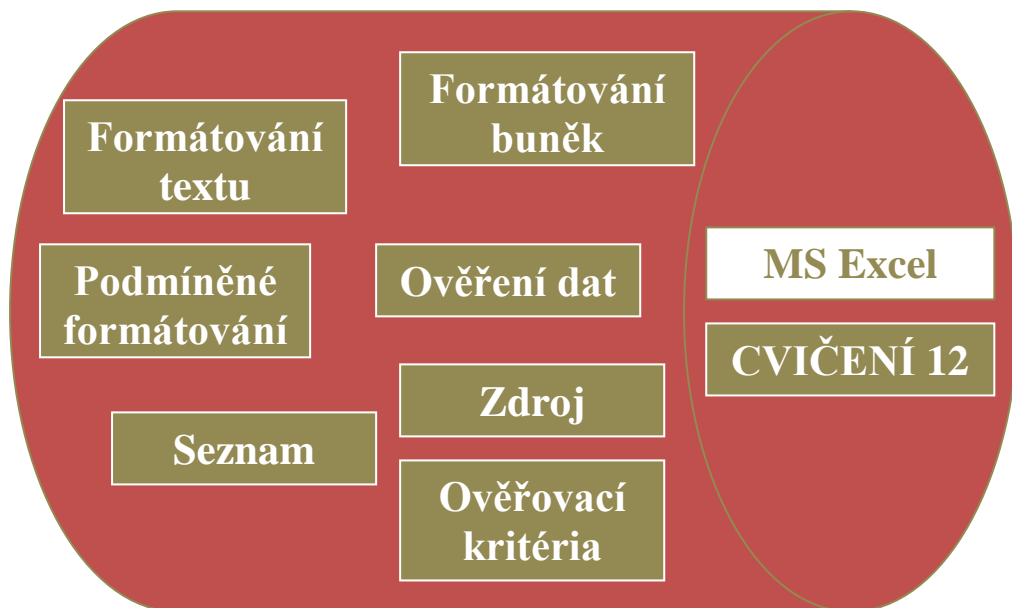 Formátování
buněk
Formátování
textu
Podmíněné
formátování
Ověření dat
MS Excel
CVIČENÍ 12
Zdroj
Seznam
Ověřovací
kritéria